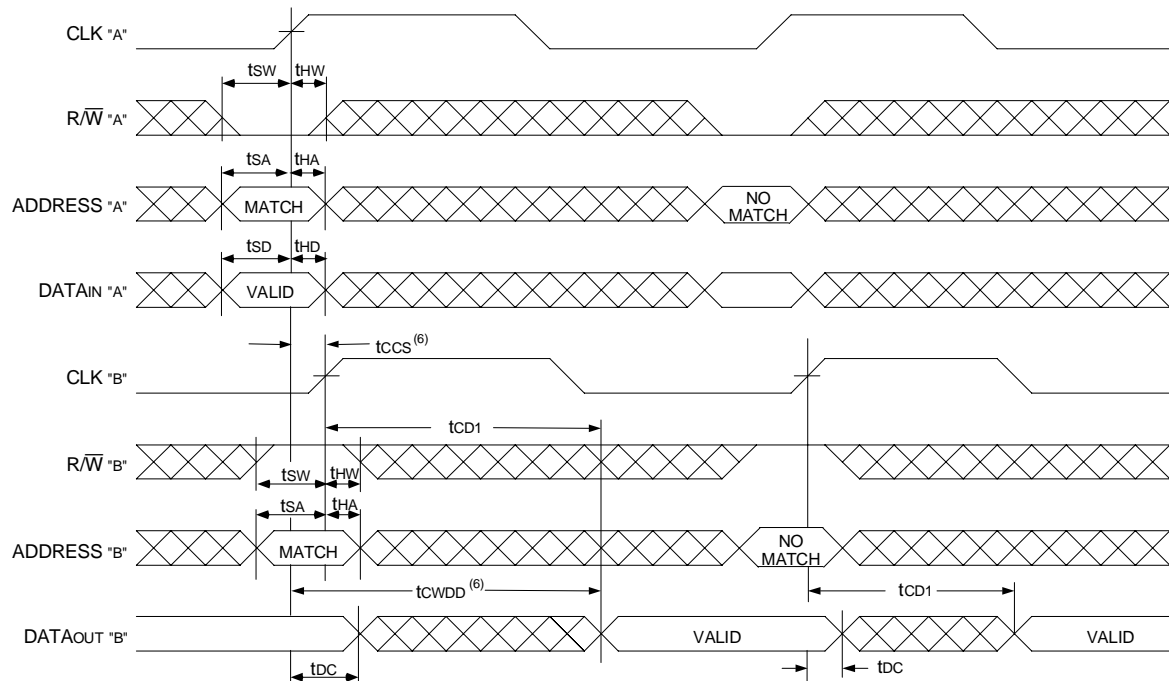 CLK "A"
tSW tHW
R/W̅ "A"
tSA tHA
ADDRESS "A" MATCH NO MATCH
tSD tHD
DATAIN "A" VALID
tCCS (6)
CLK "B"
tCD1
R/W̅ "B"
tSW tHW
tSA tHA
ADDRESS "B" MATCH NO MATCH
tCWDD (6) tCD1
DATAOUT "B" VALID VALID
tDC tDC